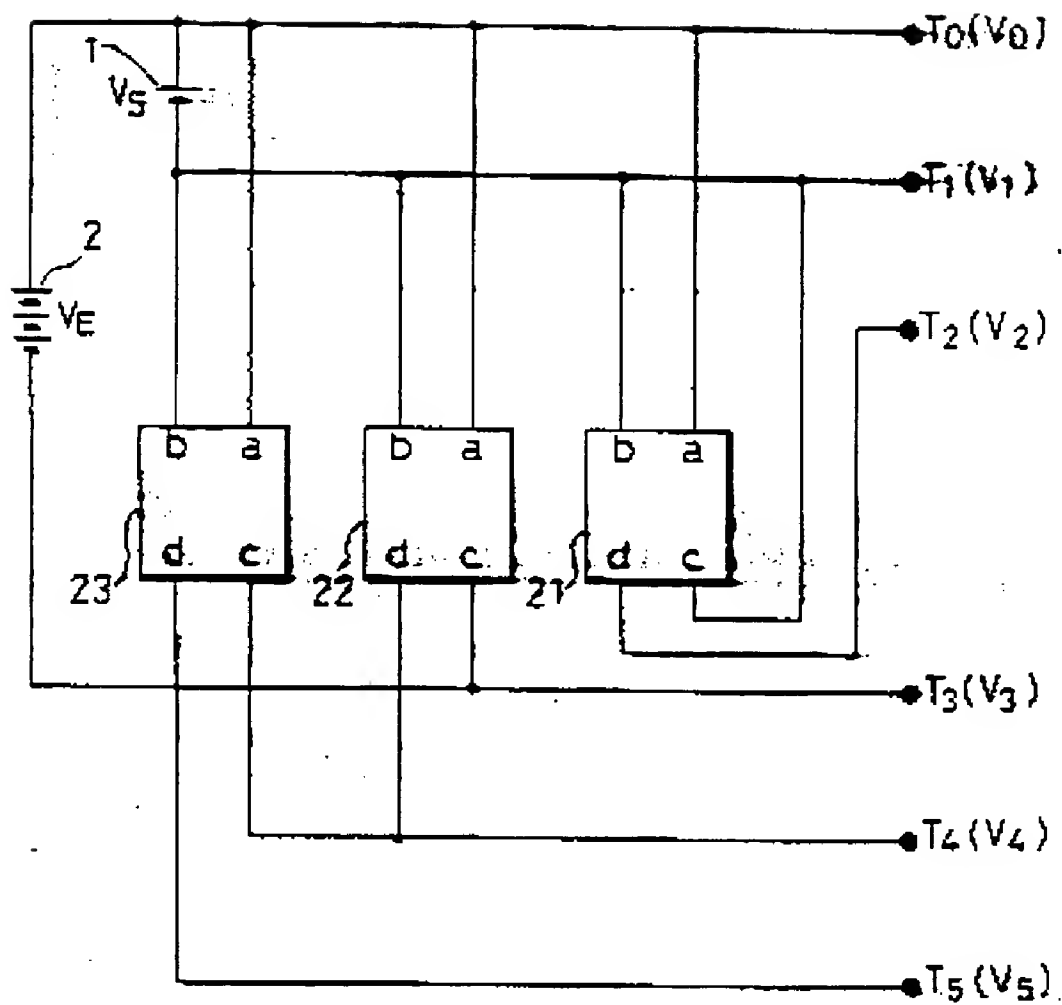 T0(V0)
1
VS
T1(V1)
2
VE
T2(V2)
b a b a b a
d c d c d c
23 22 21
T3(V3)
T4(V4)
T5(V5)